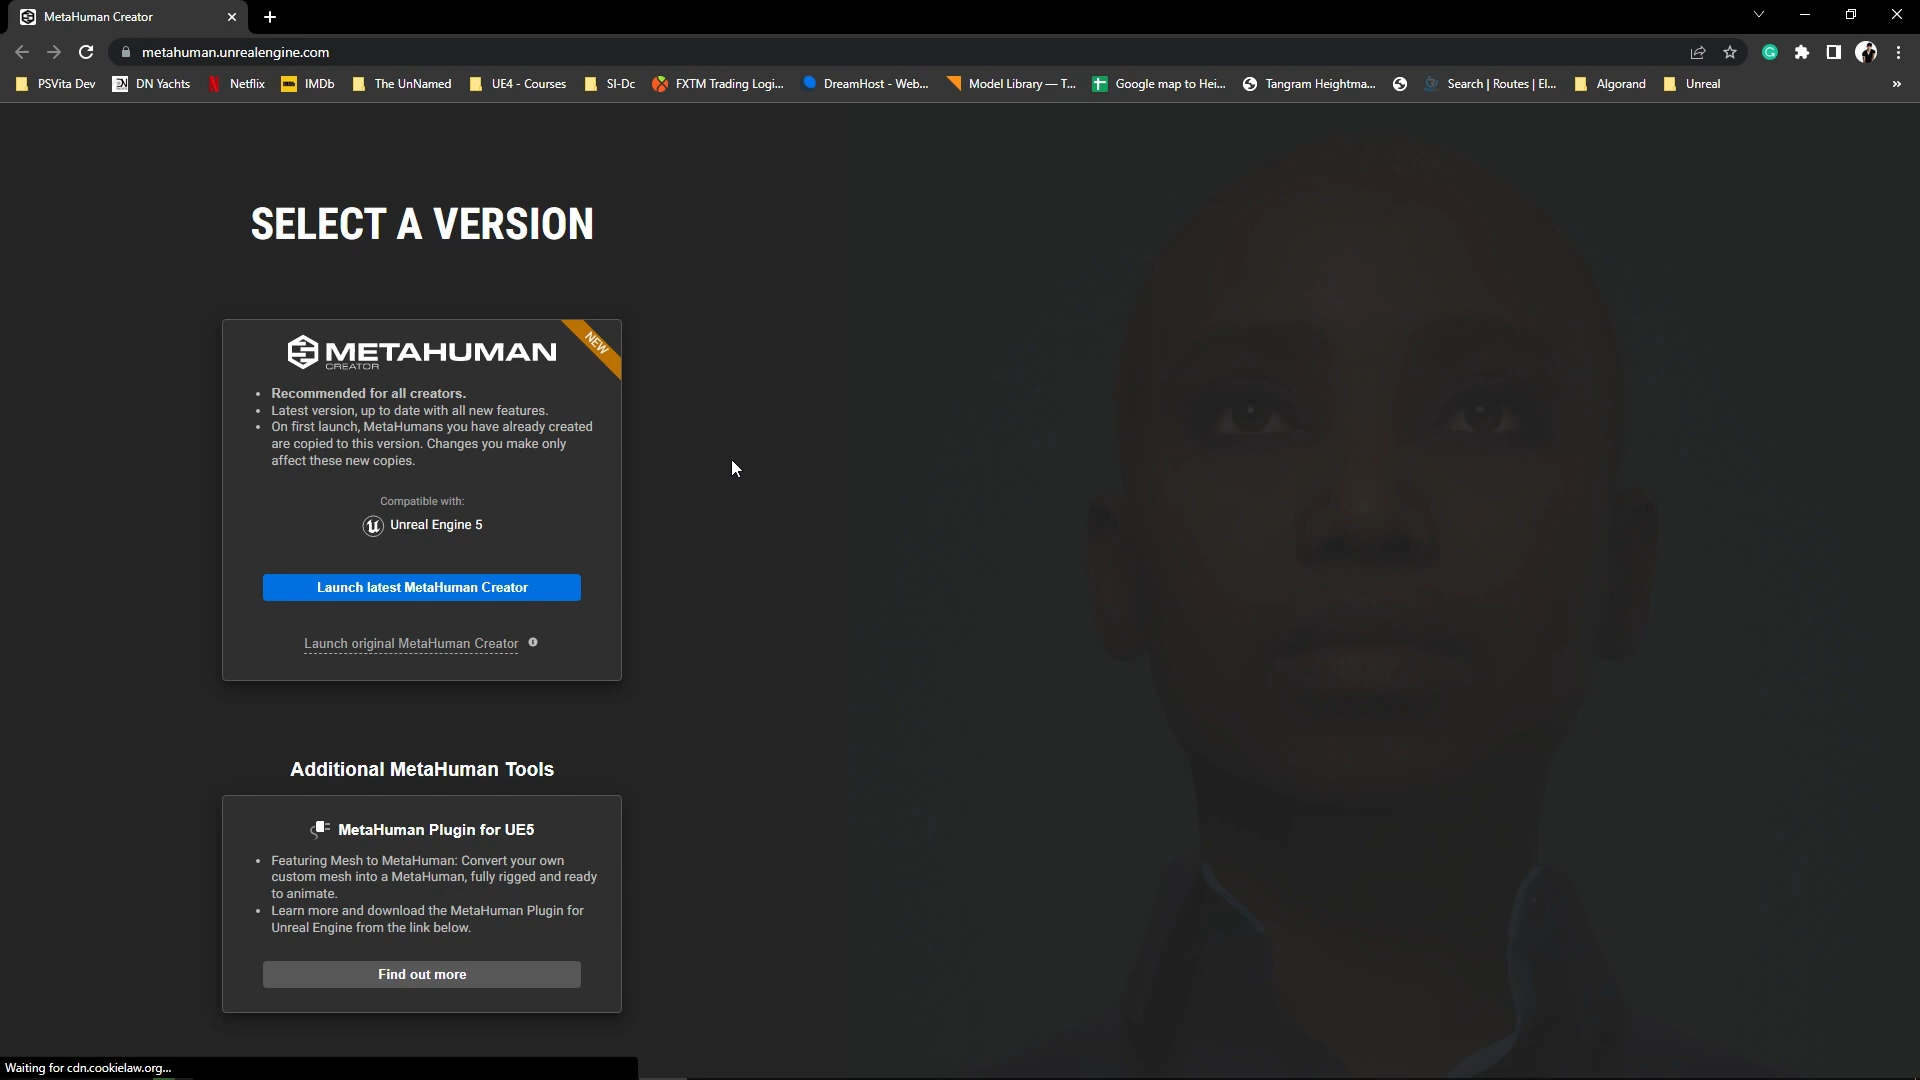 MetaHuman Creator
metahuman.unrealengine.com
PSVita Dev
DN Yachts
Netflix
IMDb
The UnNamed
UE4 - Courses
SI-Dc
FXTM Trading Logi...
DreamHost - Web...
Model Library — T...
Google map to Hei...
Tangram Heightma...
Search | Routes | El...
Algorand
Unreal
SELECT A VERSION
METAHUMAN
CREATOR
NEW
Recommended for all creators.
Latest version, up to date with all new features.
On first launch, MetaHumans you have already created
are copied to this version. Changes you make only
affect these new copies.
Compatible with:
Unreal Engine 5
Launch latest MetaHuman Creator
Launch original MetaHuman Creator
Additional MetaHuman Tools
MetaHuman Plugin for UE5
Featuring Mesh to MetaHuman: Convert your own
custom mesh into a MetaHuman, fully rigged and ready
to animate.
Learn more and download the MetaHuman Plugin for
Unreal Engine from the link below.
Find out more
Waiting for cdn.cookielaw.org...